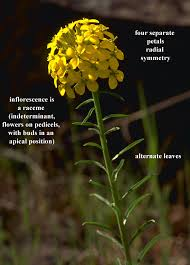 four separate
petals
radial
symmetry
inflorescence is
a raceme
(indeterminant,
flowers on pedicels,
with buds in an
apical position)
alternate leaves